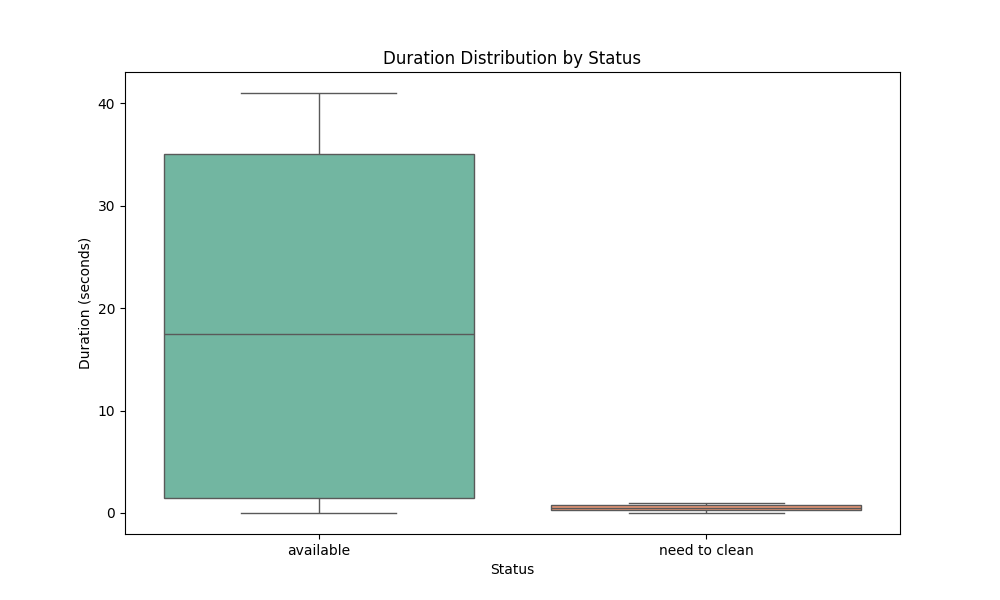 Duration Distribution by Status
Duration (seconds)
40
30
20
10
0
available
need to clean
Status